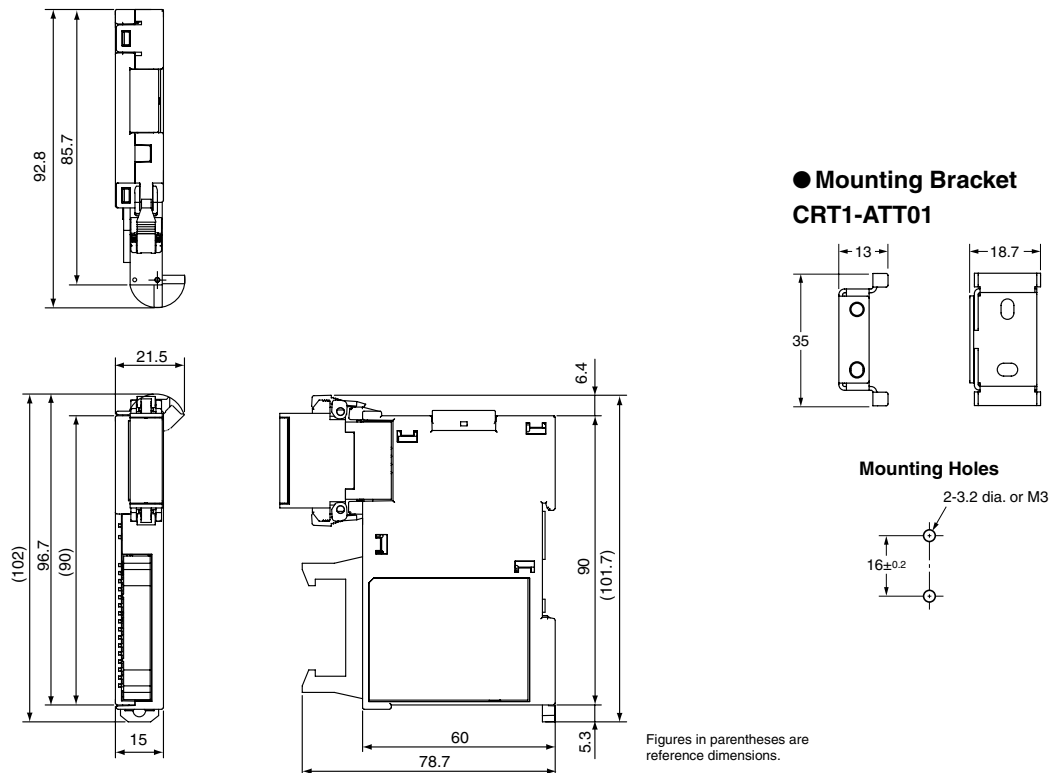 92.8
85.7
● Mounting Bracket
CRT1-ATT01
13
18.7
35
21.5
6.4
Mounting Holes
2-3.2 dia. or M3
16±0.2
(102)
96.7
(90)
90
(101.7)
15
60
5.3
78.7
Figures in parentheses are
reference dimensions.